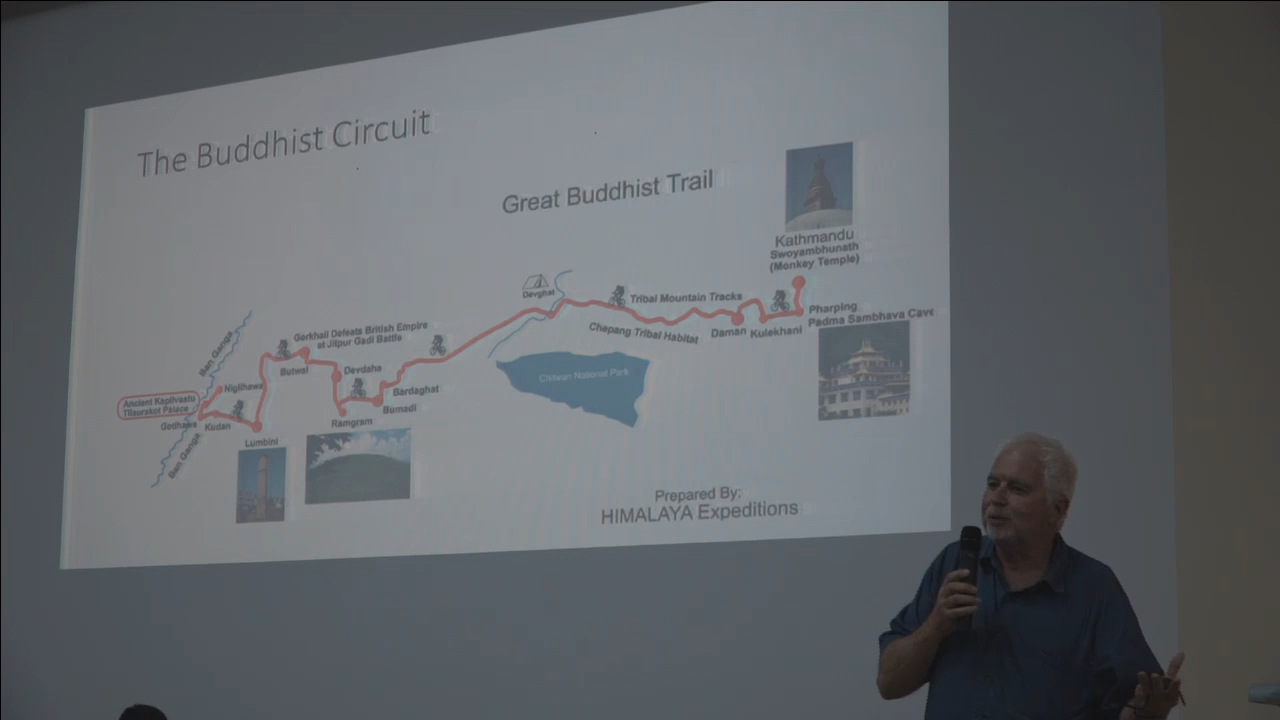 The Buddhist Circuit
Great Buddhist Trail
Kathmandu
Swoyambhunath
(Monkey Temple)
Devghat
Tribal Mountain Tracks
Pharping
Padma Sambhava Cave
Chepang Tribal Habitat
Daman
Kulekhani
Gorkhali Defeats British Empire
at Jitpur Gadi Battle
Ban Ganga
Butwal
Devdaha
Chitwan National Park
Niglihawa
Bardaghat
Ancient Kapilvastu
Tilaurakot Palace
Bumadi
Gotihawa
Kudan
Ramgram
Ban Ganga
Lumbini
Prepared By:
HIMALAYA Expeditions